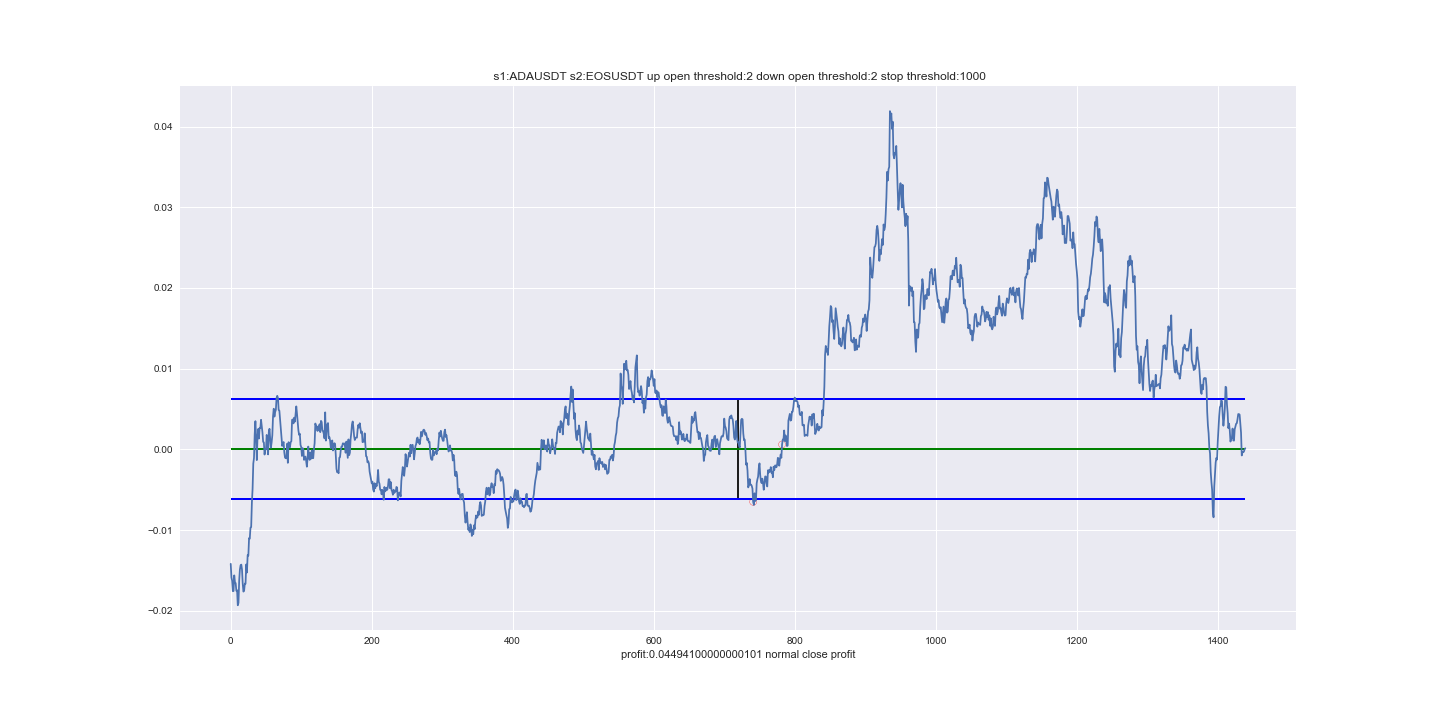 s1:ADAUSDT s2:EOSUSDT up open threshold:2 down open threshold:2 stop threshold:1000
0.04
0.03
0.02
0.01
0.00
−0.01
−0.02
0 200 400 600 800 1000 1200 1400
profit:0.04494100000000101 normal close profit